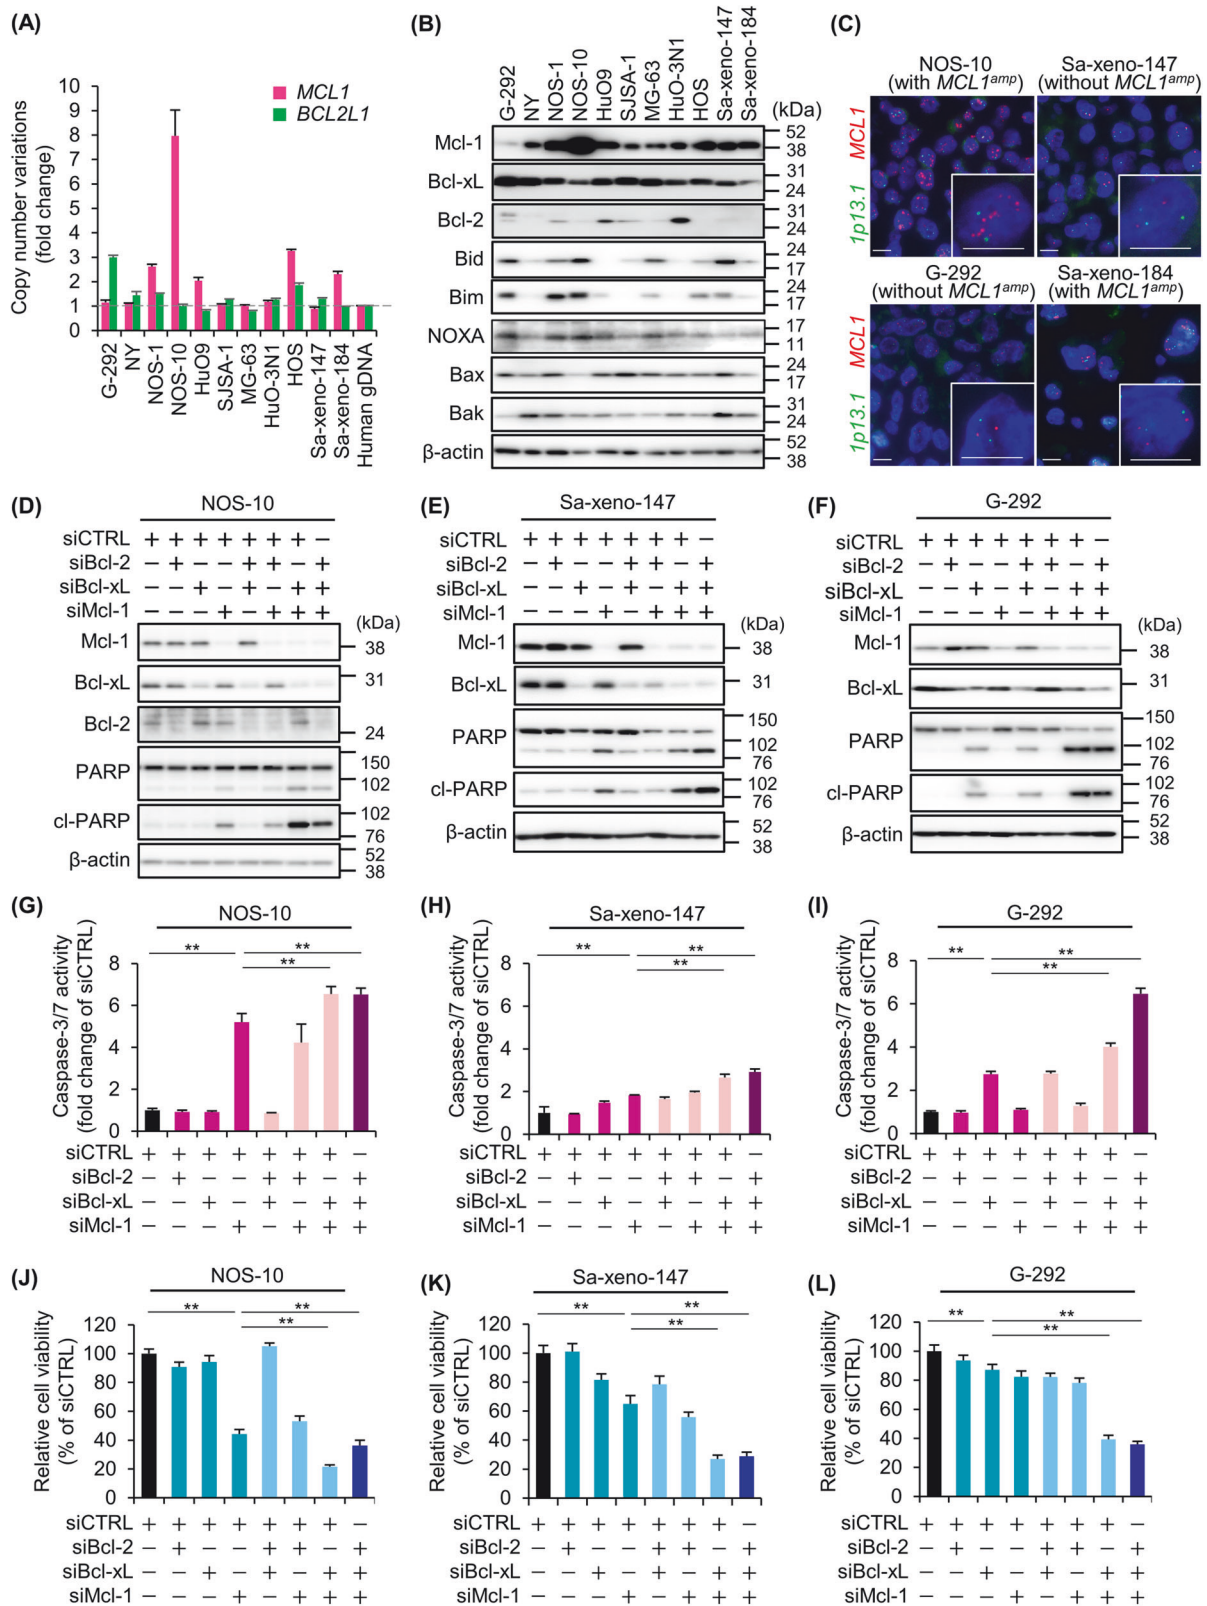 (A)
Copy number variations
(fold change)
10
9
8
7
6
5
4
3
2
1
0
MCL1
BCL2L1
G-292
NY
NOS-1
NOS-10
HuO9
SJSA-1
MG-63
HuO-3N1
HOS
Sa-xeno-147
Sa-xeno-184
Human gDNA
(B)
G-292
NY
NOS-1
NOS-10
HuO9
SJSA-1
MG-63
HuO-3N1
HOS
Sa-xeno-147
Sa-xeno-184
(kDa)
Mcl-1 52 38
Bcl-xL 31 24
Bcl-2 31 24
Bid 24 17
Bim 24 17
NOXA 17 11
Bax 24 17
Bak 31 24
β-actin 52 38
(C)
NOS-10 Sa-xeno-147
(with MCL1amp) (without MCL1amp)
1p13.1 MCL1
G-292 Sa-xeno-184
(without MCL1amp) (with MCL1amp)
1p13.1 MCL1
(D)
NOS-10
siCTRL + + + + + + + −
siBcl-2 − + − − + + − +
siBcl-xL − − + − + − + +
siMcl-1 − − − + − + + +
(kDa)
Mcl-1 38
Bcl-xL 31
Bcl-2 24
PARP 150 102
cl-PARP 102 76
β-actin 52 38
(E)
Sa-xeno-147
siCTRL + + + + + + + −
siBcl-2 − + − − + + − +
siBcl-xL − − + − + − + +
siMcl-1 − − − + − + + +
(kDa)
Mcl-1 38
Bcl-xL 31
PARP 150 102 76
cl-PARP 102 76
β-actin 52 38
(F)
G-292
siCTRL + + + + + + + −
siBcl-2 − + − − + + − +
siBcl-xL − − + − + − + +
siMcl-1 − − − + − + + +
(kDa)
Mcl-1 38
Bcl-xL 31
PARP 150 102 76
cl-PARP 102 76
β-actin 52 38
(G)
NOS-10
Caspase-3/7 activity
(fold change of siCTRL)
8
6
4
2
0
** **
**
siCTRL + + + + + + + −
siBcl-2 − + − − + + − +
siBcl-xL − − + − + − + +
siMcl-1 − − − + − + + +
(H)
Sa-xeno-147
Caspase-3/7 activity
(fold change of siCTRL)
8
6
4
2
0
** **
**
siCTRL + + + + + + + −
siBcl-2 − + − − + + − +
siBcl-xL − − + − + − + +
siMcl-1 − − − + − + + +
(I)
G-292
Caspase-3/7 activity
(fold change of siCTRL)
8
6
4
2
0
** **
**
siCTRL + + + + + + + −
siBcl-2 − + − − + + − +
siBcl-xL − − + − + − + +
siMcl-1 − − − + − + + +
(J)
NOS-10
Relative cell viability
(% of siCTRL)
120
100
80
60
40
20
0
** **
**
siCTRL + + + + + + + −
siBcl-2 − + − − + + − +
siBcl-xL − − + − + − + +
siMcl-1 − − − + − + + +
(K)
Sa-xeno-147
Relative cell viability
(% of siCTRL)
120
100
80
60
40
20
0
** **
**
siCTRL + + + + + + + −
siBcl-2 − + − − + + − +
siBcl-xL − − + − + − + +
siMcl-1 − − − + − + + +
(L)
G-292
Relative cell viability
(% of siCTRL)
120
100
80
60
40
20
0
** **
**
siCTRL + + + + + + + −
siBcl-2 − + − − + + − +
siBcl-xL − − + − + − + +
siMcl-1 − − − + − + + +